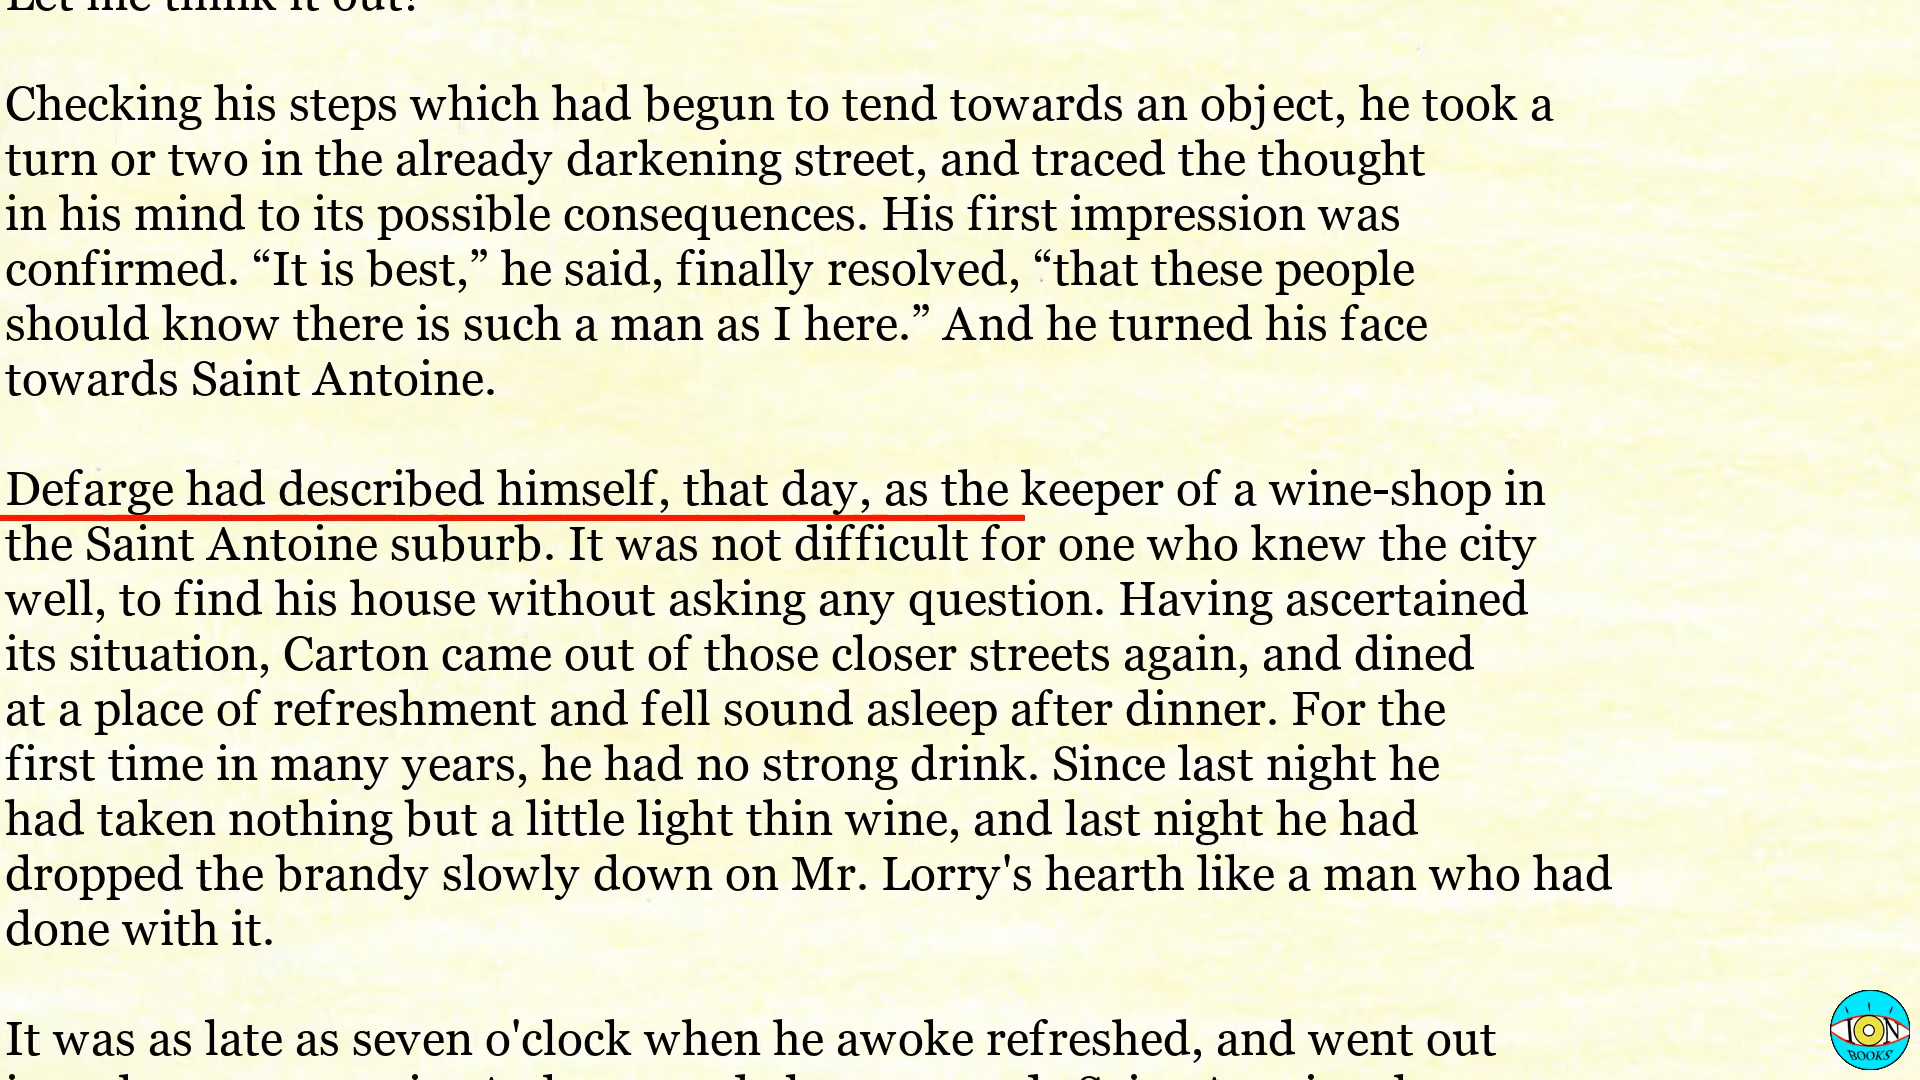 Let me think it out!
Checking his steps which had begun to tend towards an object, he took a
turn or two in the already darkening street, and traced the thought
in his mind to its possible consequences. His first impression was
confirmed. “It is best,” he said, finally resolved, “that these people
should know there is such a man as I here.” And he turned his face
towards Saint Antoine.
Defarge had described himself, that day, as the keeper of a wine-shop in
the Saint Antoine suburb. It was not difficult for one who knew the city
well, to find his house without asking any question. Having ascertained
its situation, Carton came out of those closer streets again, and dined
at a place of refreshment and fell sound asleep after dinner. For the
first time in many years, he had no strong drink. Since last night he
had taken nothing but a little light thin wine, and last night he had
dropped the brandy slowly down on Mr. Lorry's hearth like a man who had
done with it.
It was as late as seven o'clock when he awoke refreshed, and went out
ION
BOOKS